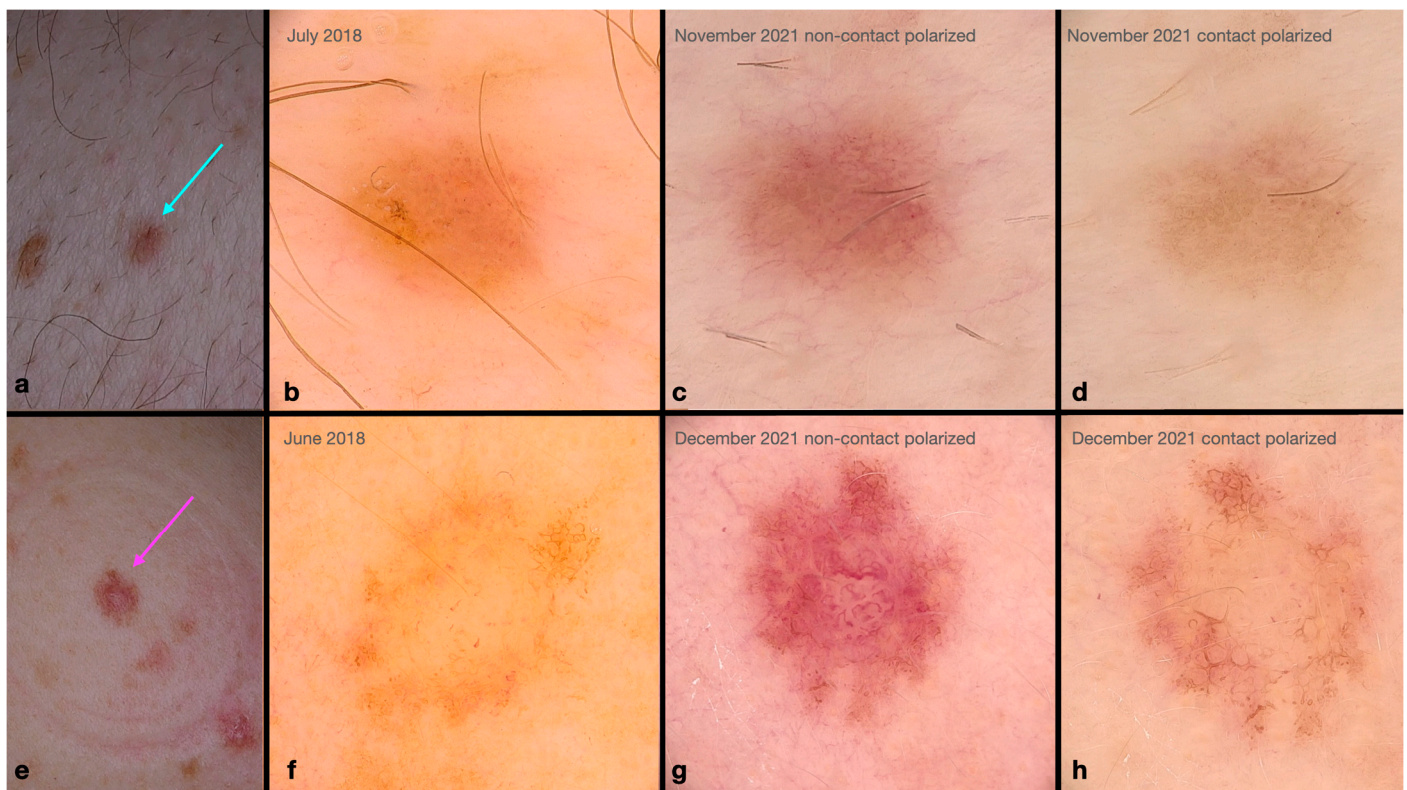 July 2018
November 2021 non-contact polarized
November 2021 contact polarized
a
b
c
d
June 2018
December 2021 non-contact polarized
December 2021 contact polarized
e
f
g
h